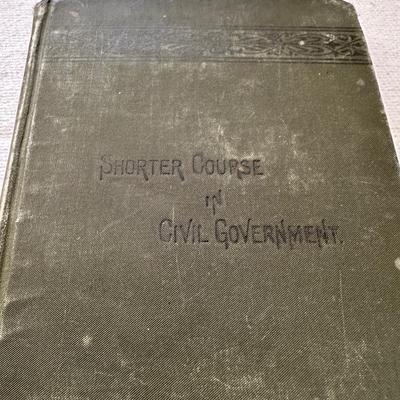 SHORTER COURSE
IN
CIVIL GOVERNMENT.